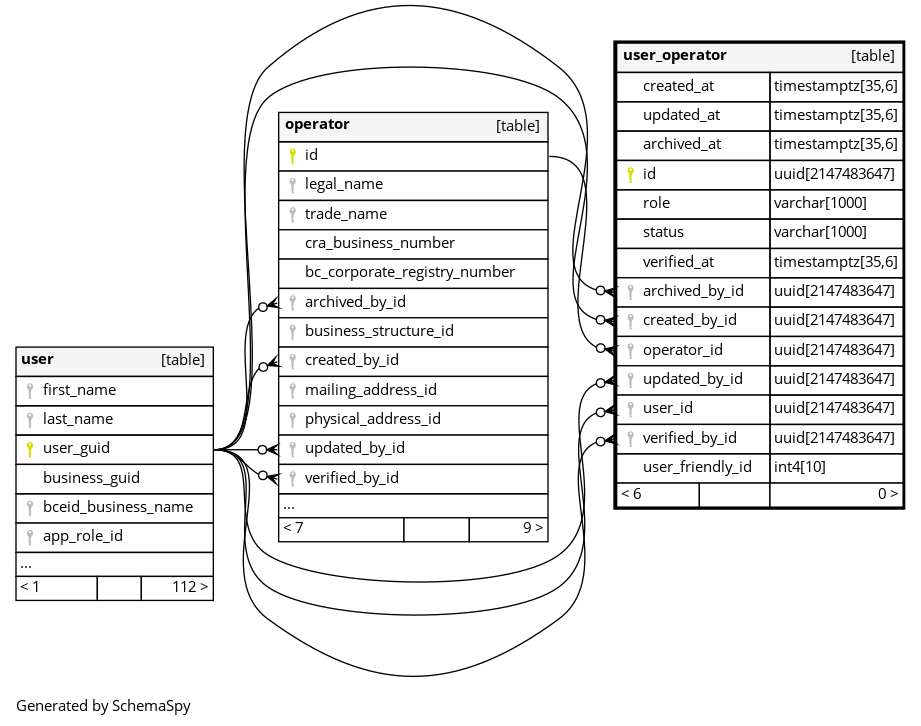 user [table]
first_name
last_name
user_guid
business_guid
bceid_business_name
app_role_id
...
< 1 112 >
operator [table]
id
legal_name
trade_name
cra_business_number
bc_corporate_registry_number
archived_by_id
business_structure_id
created_by_id
mailing_address_id
physical_address_id
updated_by_id
verified_by_id
...
< 7 9 >
user_operator [table]
created_at timestamptz[35,6]
updated_at timestamptz[35,6]
archived_at timestamptz[35,6]
id uuid[2147483647]
role varchar[1000]
status varchar[1000]
verified_at timestamptz[35,6]
archived_by_id uuid[2147483647]
created_by_id uuid[2147483647]
operator_id uuid[2147483647]
updated_by_id uuid[2147483647]
user_id uuid[2147483647]
verified_by_id uuid[2147483647]
user_friendly_id int4[10]
< 6 0 >
Generated by SchemaSpy